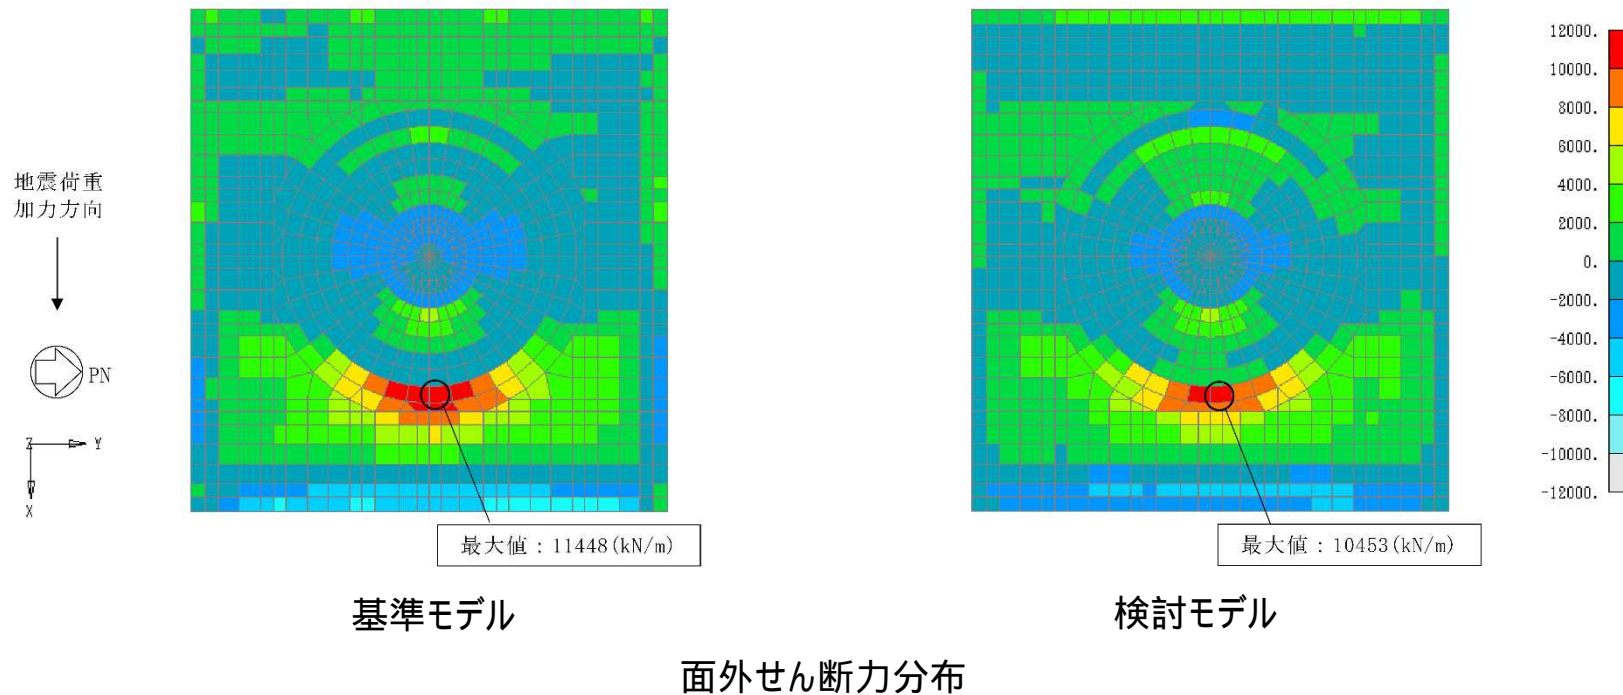 地震荷重
加力方向
PN
Z Y
X
最大値：11448(kN/m)
最大値：10453(kN/m)
12000.
10000.
8000.
6000.
4000.
2000.
0.
-2000.
-4000.
-6000.
-8000.
-10000.
-12000.
基準モデル
検討モデル
面外せん断力分布